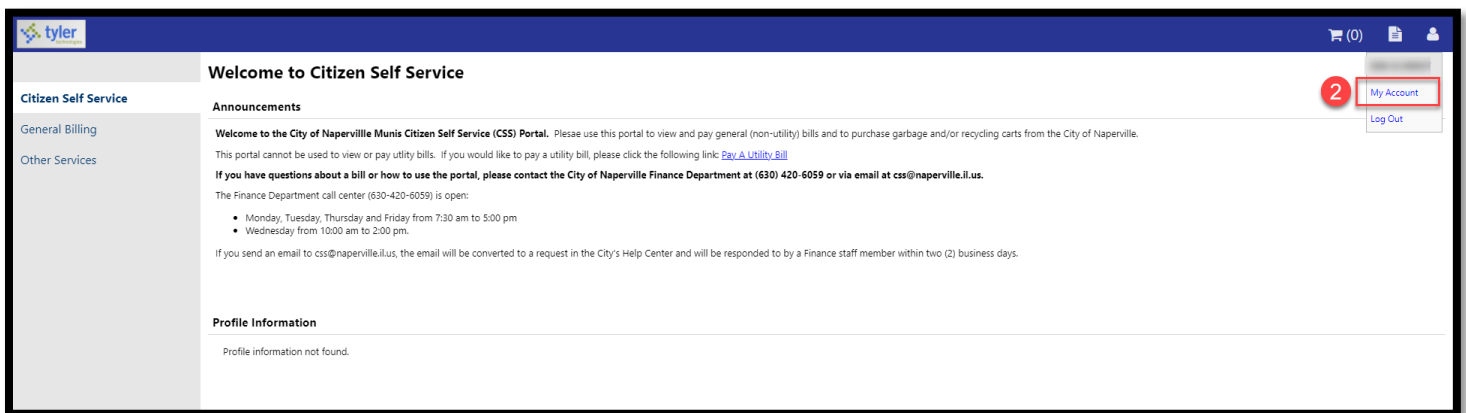 tyler
technologies
(0)
Welcome to Citizen Self Service
2
My Account
Log Out
Citizen Self Service
General Billing
Other Services
Announcements
Welcome to the City of Napervillle Munis Citizen Self Service (CSS) Portal. Plesae use this portal to view and pay general (non-utility) bills and to purchase garbage and/or recycling carts from the City of Naperville.
This portal cannot be used to view or pay utlity bills. If you would like to pay a utility bill, please click the following link: Pay A Utility Bill
If you have questions about a bill or how to use the portal, please contact the City of Naperville Finance Department at (630) 420-6059 or via email at css@naperville.il.us.
The Finance Department call center (630-420-6059) is open:
• Monday, Tuesday, Thursday and Friday from 7:30 am to 5:00 pm
• Wednesday from 10:00 am to 2:00 pm.
If you send an email to css@naperville.il.us, the email will be converted to a request in the City's Help Center and will be responded to by a Finance staff member within two (2) business days.
Profile Information
Profile information not found.